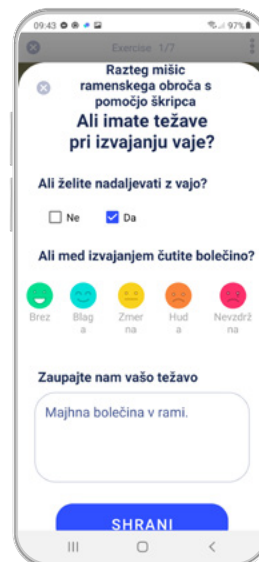 09:43
97%
Exercise 1/7
Razteg mišic
ramenskega obroča s
pomočjo škripca
Ali imate težave
pri izvajanju vaje?
Ali želite nadaljevati z vajo?
Ne Da
Ali med izvajanjem čutite bolečino?
Brez Blag Zmer Hud Nevzdrž
a rna a na
Zaupajte nam vašo težavo
Majhna bolečina v rami.
SHRANI